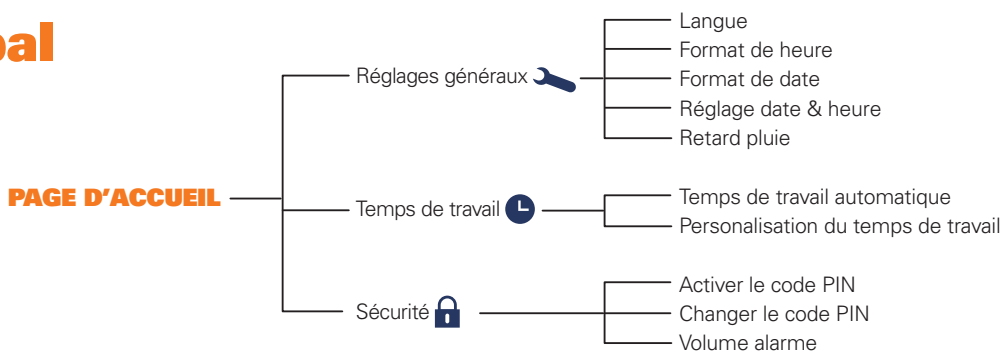 pal
Langue
Format de heure
Réglages généraux
Format de date
Réglage date & heure
Retard pluie
PAGE D'ACCUEIL
Temps de travail
Temps de travail automatique
Personalisation du temps de travail
Sécurité
Activer le code PIN
Changer le code PIN
Volume alarme